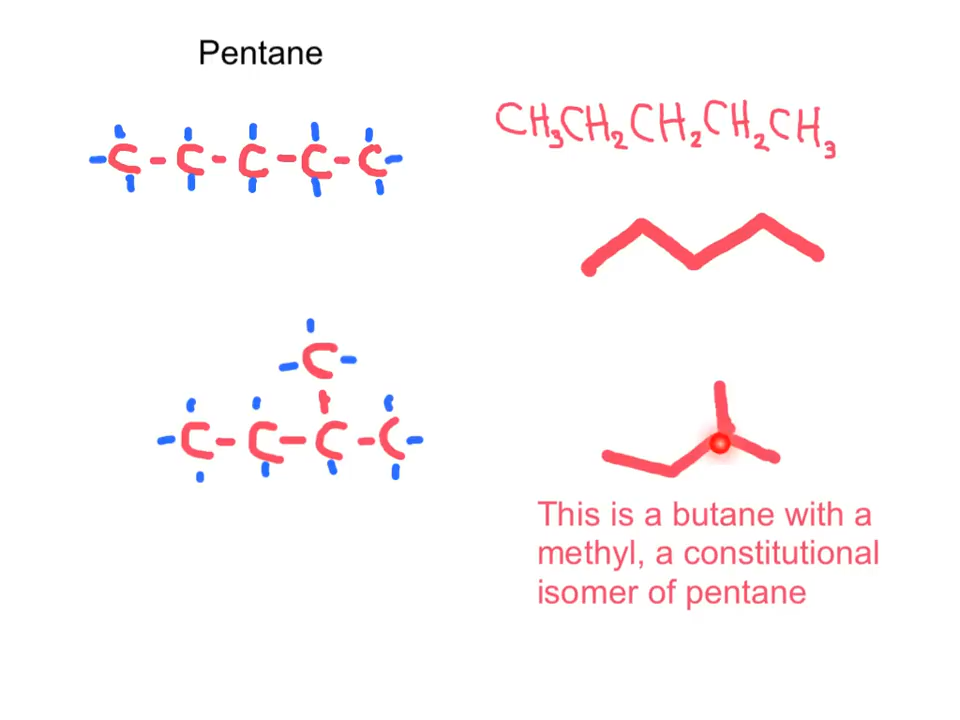 Pentane
CH₃CH₂CH₂CH₂CH₃
C-C-C-C-C
C
C-C-C-C
This is a butane with a
methyl, a constitutional
isomer of pentane